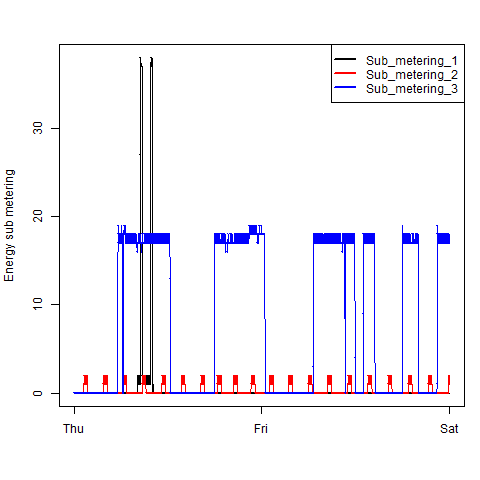 Sub_metering_1
Sub_metering_2
Sub_metering_3
Energy sub metering
30
20
10
0
Thu Fri Sat